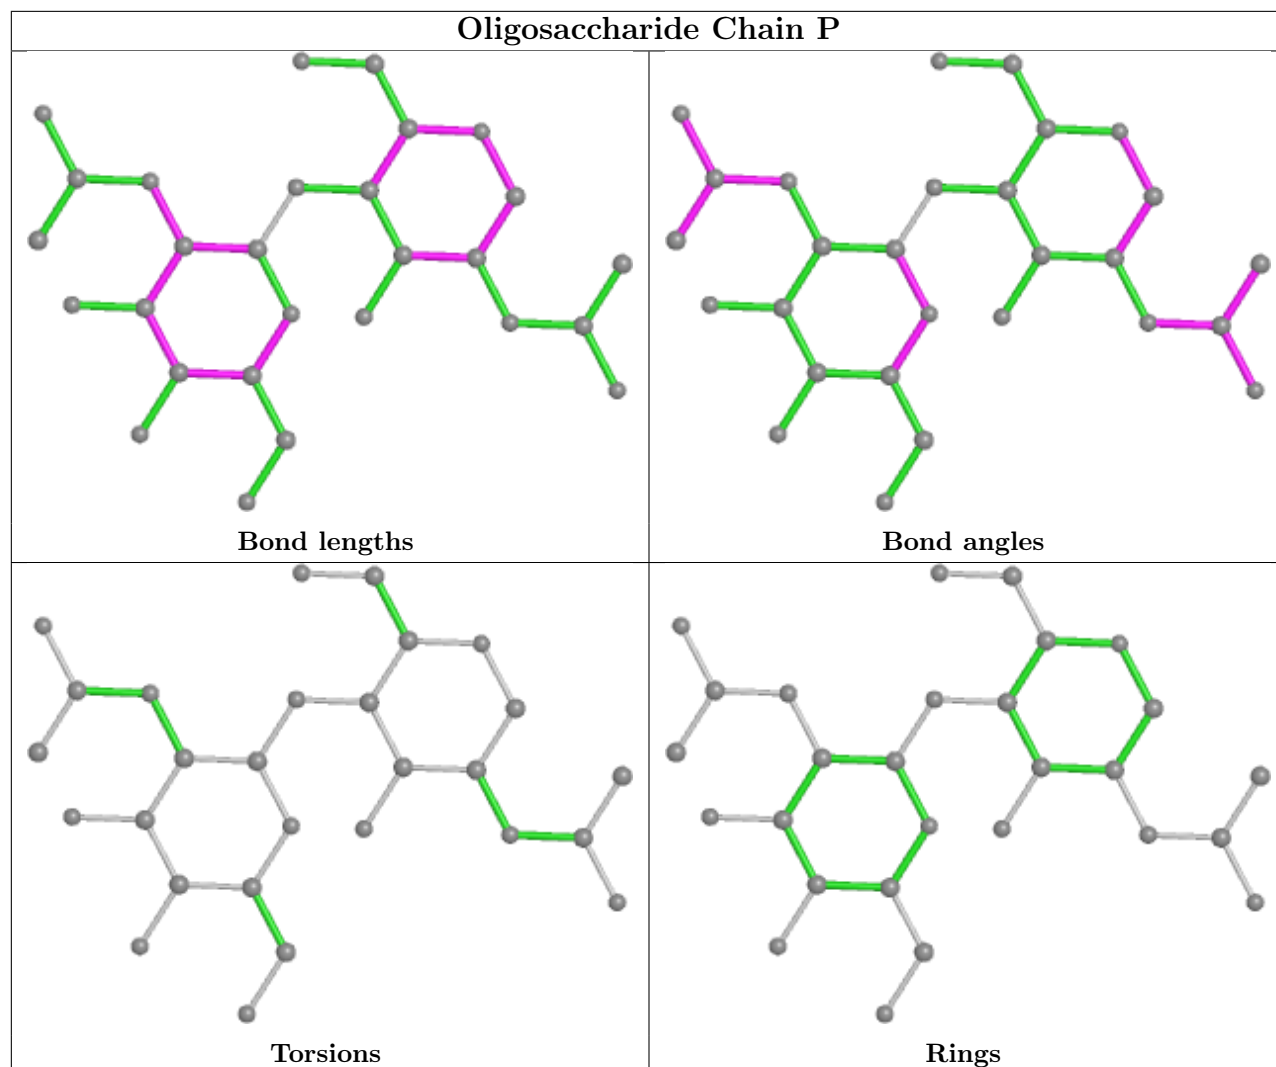 Oligosaccharide Chain P
Bond lengths
Bond angles
Torsions
Rings